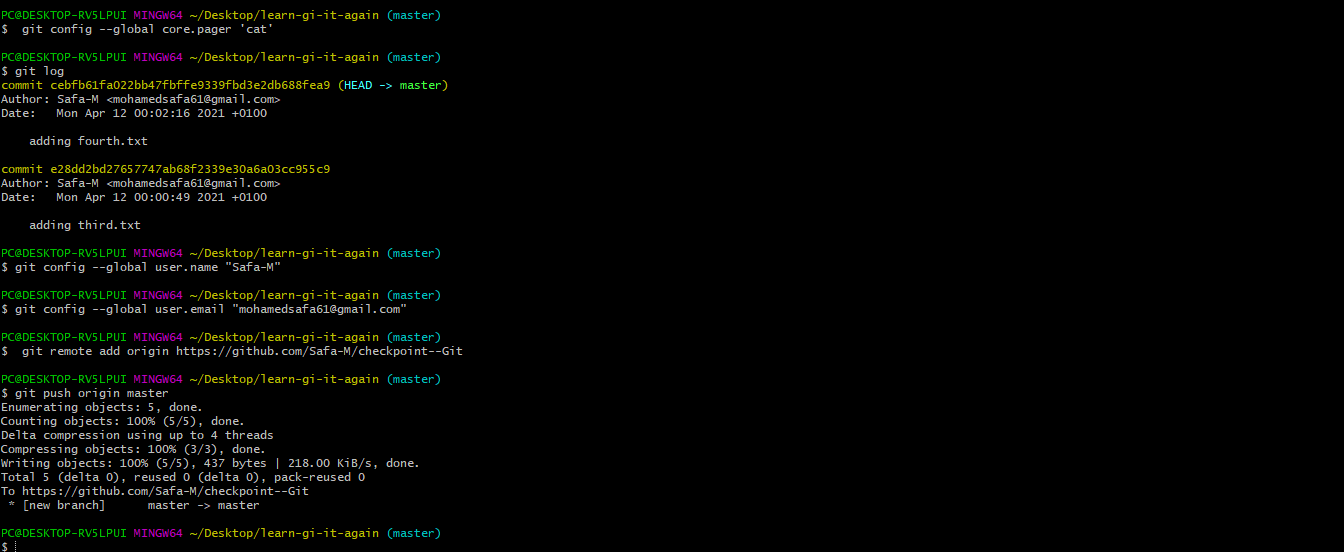 PC@DESKTOP-RV5LPUI MINGW64 ~/Desktop/learn-gi-it-again (master)
$  git config --global core.pager 'cat'
PC@DESKTOP-RV5LPUI MINGW64 ~/Desktop/learn-gi-it-again (master)
$ git log
commit cebfb61fa022bb47fbffe9339fbd3e2db688fea9 (HEAD -> master)
Author: Safa-M <mohamedsafa61@gmail.com>
Date:   Mon Apr 12 00:02:16 2021 +0100
    adding fourth.txt
commit e28dd2bd27657747ab68f2339e30a6a03cc955c9
Author: Safa-M <mohamedsafa61@gmail.com>
Date:   Mon Apr 12 00:00:49 2021 +0100
    adding third.txt
PC@DESKTOP-RV5LPUI MINGW64 ~/Desktop/learn-gi-it-again (master)
$ git config --global user.name "Safa-M"
PC@DESKTOP-RV5LPUI MINGW64 ~/Desktop/learn-gi-it-again (master)
$ git config --global user.email "mohamedsafa61@gmail.com"
PC@DESKTOP-RV5LPUI MINGW64 ~/Desktop/learn-gi-it-again (master)
$  git remote add origin https://github.com/Safa-M/checkpoint--Git
PC@DESKTOP-RV5LPUI MINGW64 ~/Desktop/learn-gi-it-again (master)
$ git push origin master
Enumerating objects: 5, done.
Counting objects: 100% (5/5), done.
Delta compression using up to 4 threads
Compressing objects: 100% (3/3), done.
Writing objects: 100% (5/5), 437 bytes | 218.00 KiB/s, done.
Total 5 (delta 0), reused 0 (delta 0), pack-reused 0
To https://github.com/Safa-M/checkpoint--Git
 * [new branch]      master -> master
PC@DESKTOP-RV5LPUI MINGW64 ~/Desktop/learn-gi-it-again (master)
$